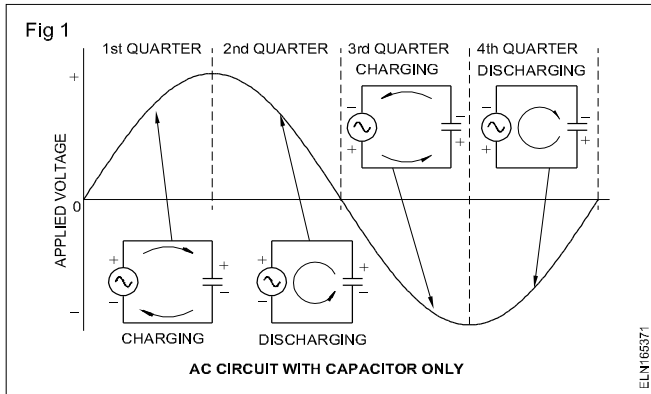 Fig 1
1st QUARTER 2nd QUARTER 3rd QUARTER 4th QUARTER
CHARGING DISCHARGING
+
− − − −
+ + + +
APPLIED VOLTAGE
0
+ + + +
− − − −
−
CHARGING DISCHARGING
AC CIRCUIT WITH CAPACITOR ONLY
ELN165371